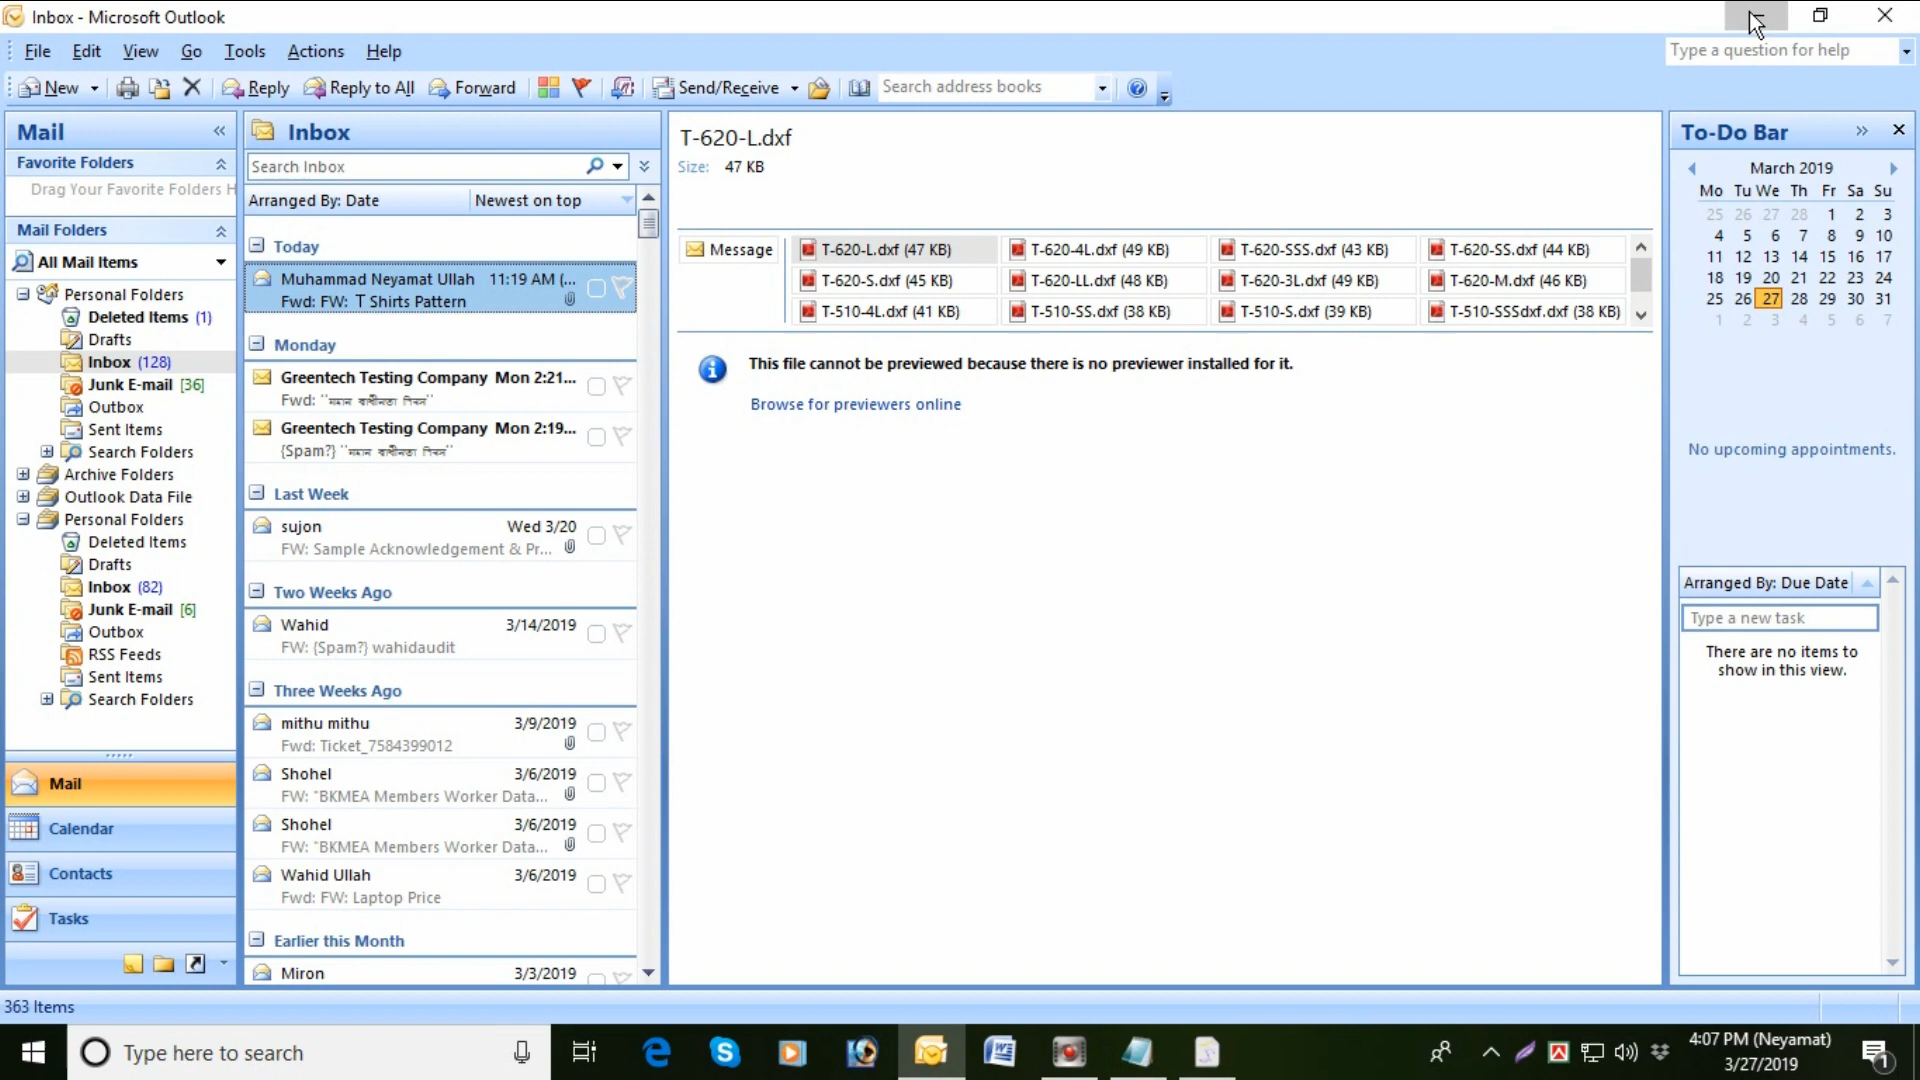 Inbox - Microsoft Outlook
File Edit View Go Tools Actions Help
Type a question for help
New Reply Reply to All Forward Send/Receive Search address books
Mail
Favorite Folders
Drag Your Favorite Folders H
Mail Folders
All Mail Items
Personal Folders
Deleted Items (1)
Drafts
Inbox (128)
Junk E-mail [36]
Outbox
Sent Items
Search Folders
Archive Folders
Outlook Data File
Personal Folders
Deleted Items
Drafts
Inbox (82)
Junk E-mail [6]
Outbox
RSS Feeds
Sent Items
Search Folders
Mail
Calendar
Contacts
Tasks
363 Items
Inbox
Search Inbox
Arranged By: Date Newest on top
Today
Muhammad Neyamat Ullah 11:19 AM (...
Fwd: FW: T Shirts Pattern
Monday
Greentech Testing Company Mon 2:21...
Fwd: "মহান স্বাধীনতা দিবস"
Greentech Testing Company Mon 2:19...
{Spam?} "মহান স্বাধীনতা দিবস"
Last Week
sujon Wed 3/20
FW: Sample Acknowledgement & Pr...
Two Weeks Ago
Wahid 3/14/2019
FW: {Spam?} wahidaudit
Three Weeks Ago
mithu mithu 3/9/2019
Fwd: Ticket_7584399012
Shohel 3/6/2019
FW: "BKMEA Members Worker Data...
Shohel 3/6/2019
FW: "BKMEA Members Worker Data...
Wahid Ullah 3/6/2019
Fwd: FW: Laptop Price
Earlier this Month
Miron 3/3/2019
T-620-L.dxf
Size: 47 KB
Message T-620-L.dxf (47 KB) T-620-4L.dxf (49 KB) T-620-SSS.dxf (43 KB) T-620-SS.dxf (44 KB)
T-620-S.dxf (45 KB) T-620-LL.dxf (48 KB) T-620-3L.dxf (49 KB) T-620-M.dxf (46 KB)
T-510-4L.dxf (41 KB) T-510-SS.dxf (38 KB) T-510-S.dxf (39 KB) T-510-SSSdxf.dxf (38 KB)
This file cannot be previewed because there is no previewer installed for it.
Browse for previewers online
To-Do Bar
March 2019
Mo Tu We Th Fr Sa Su
25 26 27 28 1 2 3
4 5 6 7 8 9 10
11 12 13 14 15 16 17
18 19 20 21 22 23 24
25 26 27 28 29 30 31
1 2 3 4 5 6 7
No upcoming appointments.
Arranged By: Due Date
Type a new task
There are no items to
show in this view.
Type here to search
4:07 PM (Neyamat)
3/27/2019
1